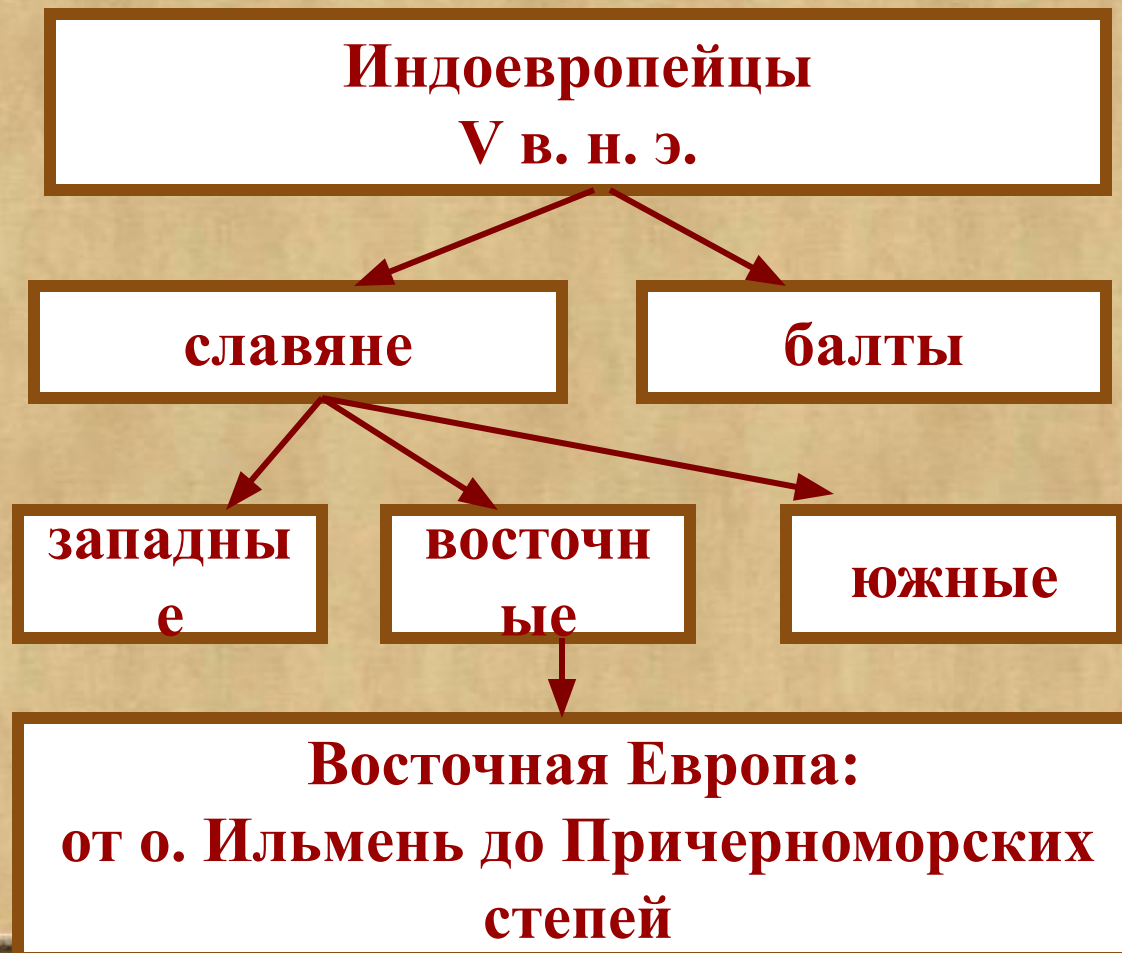 Индоевропейцы
V в. н. э.
славяне
балты
западны
е
восточн
ые
южные
Восточная Европа:
от о. Ильмень до Причерноморских
степей